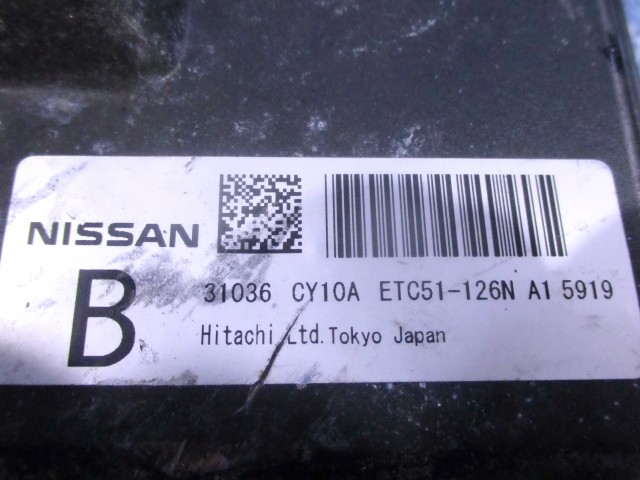 NISSAN
B
31036 CY10A ETC51-126N A1 5919
Hitachi,Ltd.Tokyo Japan